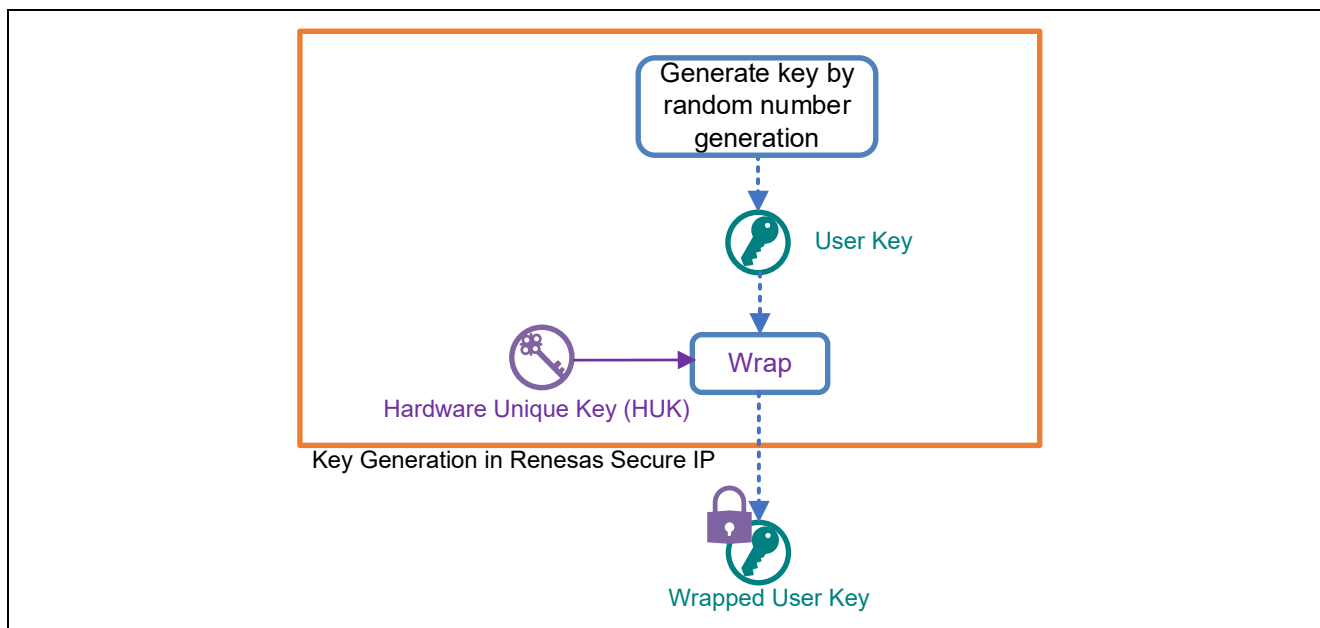 Generate key by
random number
generation
User Key
Wrap
Hardware Unique Key (HUK)
Key Generation in Renesas Secure IP
Wrapped User Key